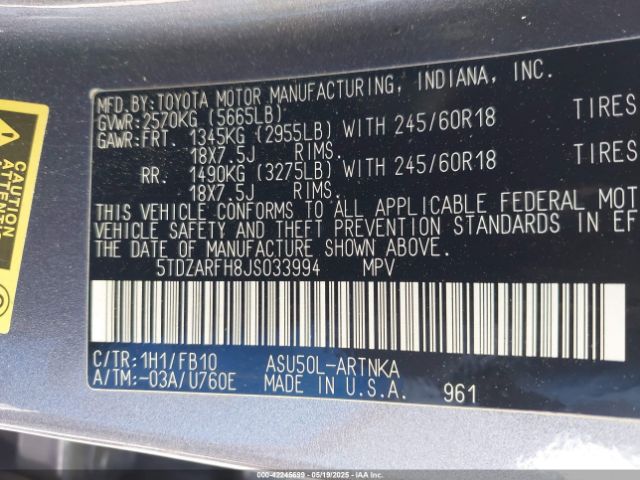 MFD.BY:TOYOTA MOTOR MANUFACTURING, INDIANA, INC.
GVWR:2570KG (5665LB)
GAWR:FRT. 1345KG (2955LB) WITH 245/60R18 TIRES
18X7.5J RIMS.
RR. 1490KG (3275LB) WITH 245/60R18 TIRES
18X7.5J RIMS.
THIS VEHICLE CONFORMS TO ALL APPLICABLE FEDERAL MOT
VEHICLE SAFETY AND THEFT PREVENTION STANDARDS IN EF
THE DATE OF MANUFACTURE SHOWN ABOVE.
5TDZARFH8JS033994 MPV
C/TR:1H1/FB10 ASU50L-ARTNKA
A/TM:-03A/U760E MADE IN U.S.A. 961
CAUTION
ATTENT
000-42245699 - 05/19/2025 - IAAI.COM